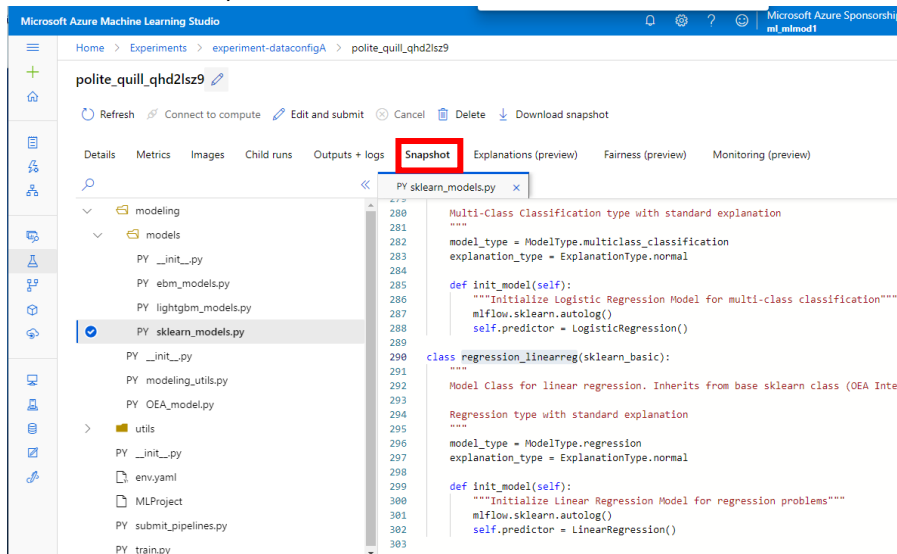 Microsoft Azure Machine Learning Studio
Microsoft Azure Sponsorship
ml_mlmod1
Home > Experiments > experiment-dataconfigA > polite_quill_qhd2lsz9
polite_quill_qhd2lsz9
Refresh Connect to compute Edit and submit Cancel Delete Download snapshot
Details Metrics Images Child runs Outputs + logs Snapshot Explanations (preview) Fairness (preview) Monitoring (preview)
PY sklearn_models.py ×
modeling
models
PY __init__.py
PY ebm_models.py
PY lightgbm_models.py
PY sklearn_models.py
PY __init__.py
PY modeling_utils.py
PY OEA_model.py
utils
PY __init__.py
env.yaml
MLProject
PY submit_pipelines.py
PY train.py
279
280 Multi-Class Classification type with standard explanation
281 """
282 model_type = ModelType.multiclass_classification
283 explanation_type = ExplanationType.normal
284
285 def init_model(self):
286 """Initialize Logistic Regression Model for multi-class classification"""
287 mlflow.sklearn.autolog()
288 self.predictor = LogisticRegression()
289
290 class regression_linearreg(sklearn_basic):
291 """
292 Model Class for linear regression. Inherits from base sklearn class (OEA Inte
293
294 Regression type with standard explanation
295 """
296 model_type = ModelType.regression
297 explanation_type = ExplanationType.normal
298
299 def init_model(self):
300 """Initialize Linear Regression Model for regression problems"""
301 mlflow.sklearn.autolog()
302 self.predictor = LinearRegression()
303